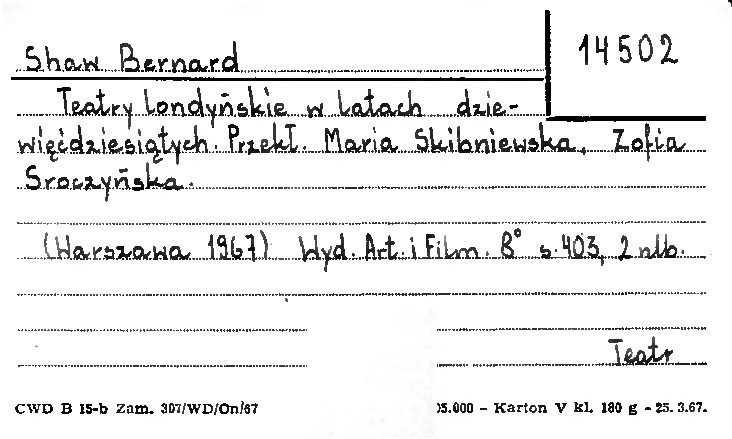 Shaw Bernard
14502
Teatry londyńskie w latach dzie-
więćdziesiątych. Przekł. Maria Skibniewska, Zofia
Sroczyńska.
(Warszawa 1967) Wyd. Art. i Film. 8° s. 403, 2 nlb.
Teatr
CWD B 15-b Zam. 307/WD/On/67
35.000 - Karton V kl. 180 g - 25. 3.67.